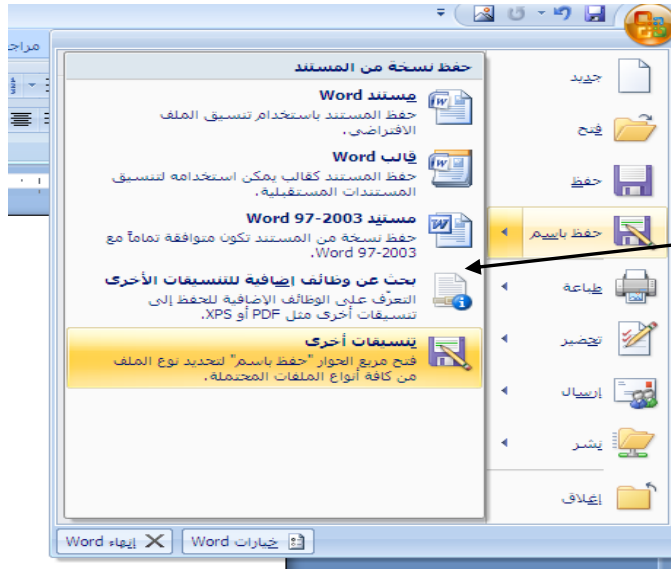 مراجع
جديد
فتح
حفظ
حفظ باسم
طباعة
تحضير
إرسال
نشر
إغلاق
حفظ نسخة من المستند
مستند Word
حفظ المستند باستخدام تنسيق الملف
الافتراضي.
قالب Word
حفظ المستند كقالب يمكن استخدامه لتنسيق
المستندات المستقبلية.
مستند Word 97-2003
حفظ نسخة من المستند تكون متوافقة تماماً مع
Word 97-2003.
بحث عن وظائف إضافية للتنسيقات الأخرى
التعرّف على الوظائف الإضافية للحفظ إلى
تنسيقات أخرى مثل PDF أو XPS.
تنسيقات أخرى
فتح مربع الحوار "حفظ باسم" لتحديد نوع الملف
من كافة أنواع الملفات المحتملة.
خيارات Word
إنهاء Word